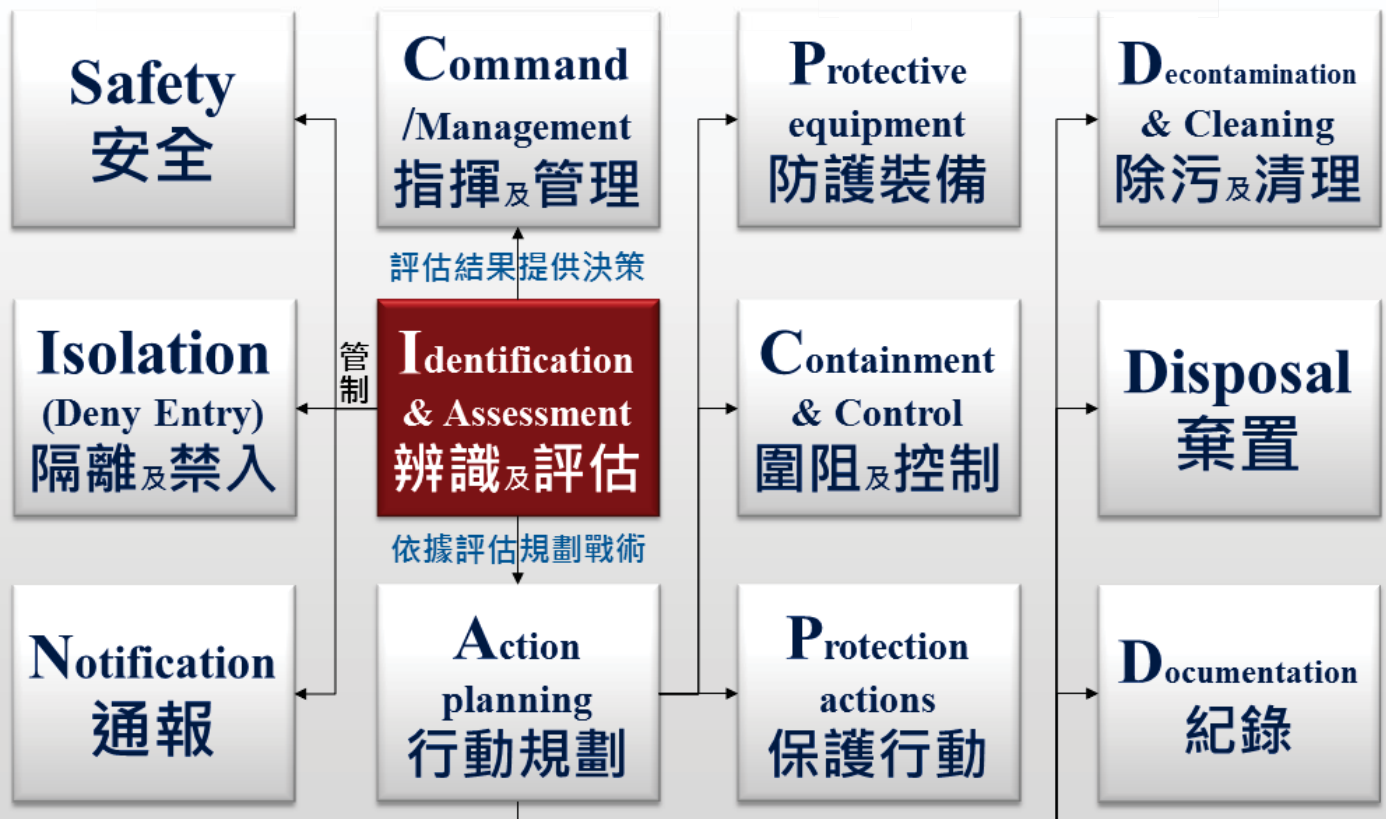 Safety
安全
Command
/Management
指揮及管理
Protective
equipment
防護裝備
Decontamination
& Cleaning
除污及清理
評估結果提供決策
Isolation
(Deny Entry)
隔離及禁入
管
制
Identification
& Assessment
辨識及評估
Containment
& Control
圍阻及控制
Disposal
棄置
依據評估規劃戰術
Notification
通報
Action
planning
行動規劃
Protection
actions
保護行動
Documentation
紀錄